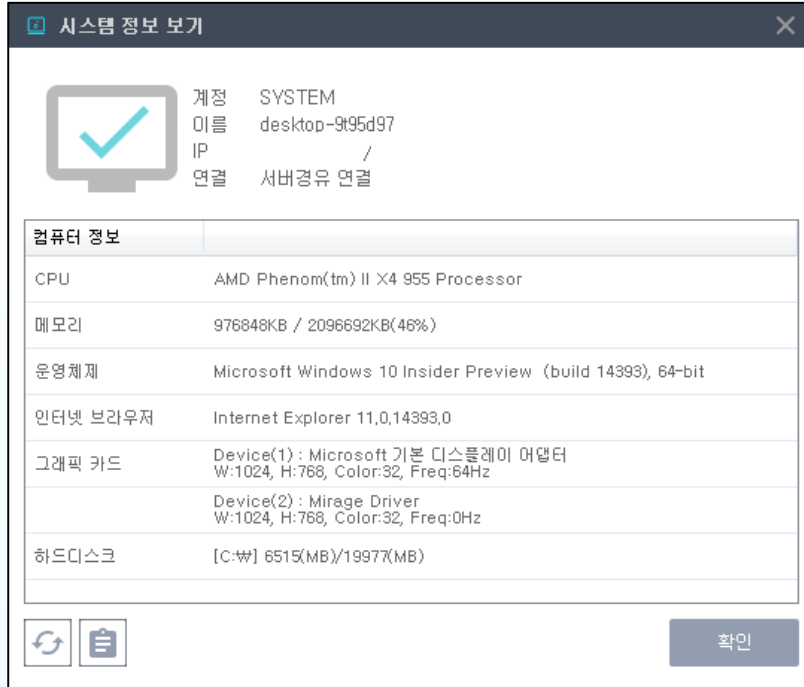 시스템 정보 보기
계정 SYSTEM
이름 desktop-9t95d97
IP /
연결 서버경유 연결
컴퓨터 정보
CPU AMD Phenom(tm) II X4 955 Processor
메모리 976848KB / 2096692KB(46%)
운영체제 Microsoft Windows 10 Insider Preview (build 14393), 64-bit
인터넷 브라우저 Internet Explorer 11.0.14393.0
그래픽 카드 Device(1) : Microsoft 기본 디스플레이 어댑터
W:1024, H:768, Color:32, Freq:64Hz
Device(2) : Mirage Driver
W:1024, H:768, Color:32, Freq:0Hz
하드디스크 [C:₩] 6515(MB)/19977(MB)
확인